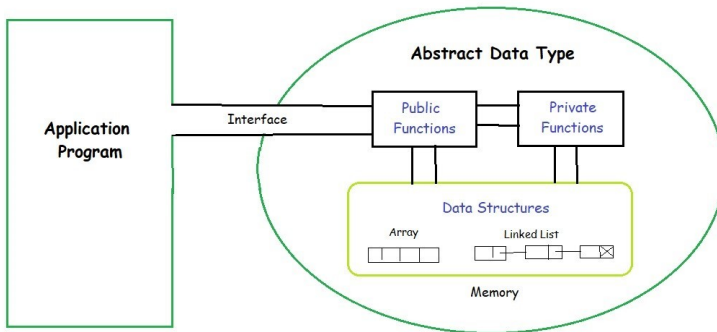 Application
Program
Interface
Abstract Data Type
Public
Functions
Private
Functions
Data Structures
Array
Linked List
Memory